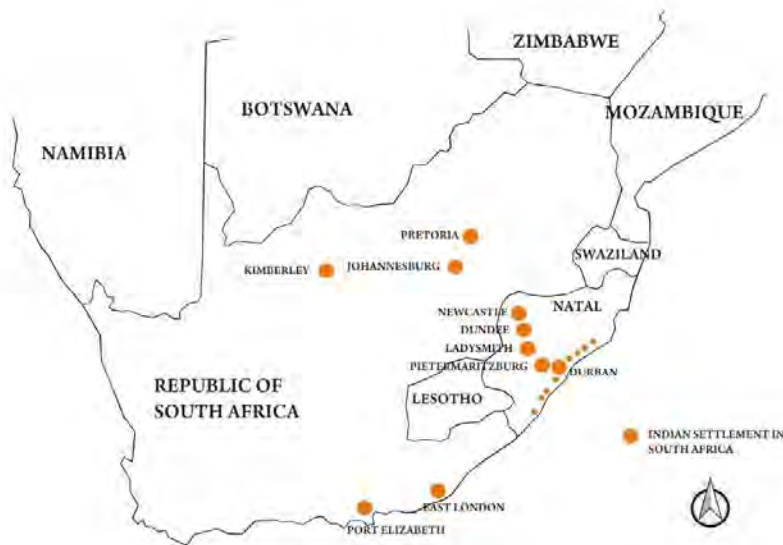 ZIMBABWE
BOTSWANA
MOZAMBIQUE
NAMIBIA
PRETORIA
SWAZILAND
KIMBERLEY
JOHANNESBURG
NATAL
NEWCASTLE
DUNDEE
LADYSMITH
PIETERMARITZBURG
DURBAN
REPUBLIC OF
SOUTH AFRICA
LESOTHO
INDIAN SETTLEMENT IN
SOUTH AFRICA
EAST LONDON
PORT ELIZABETH